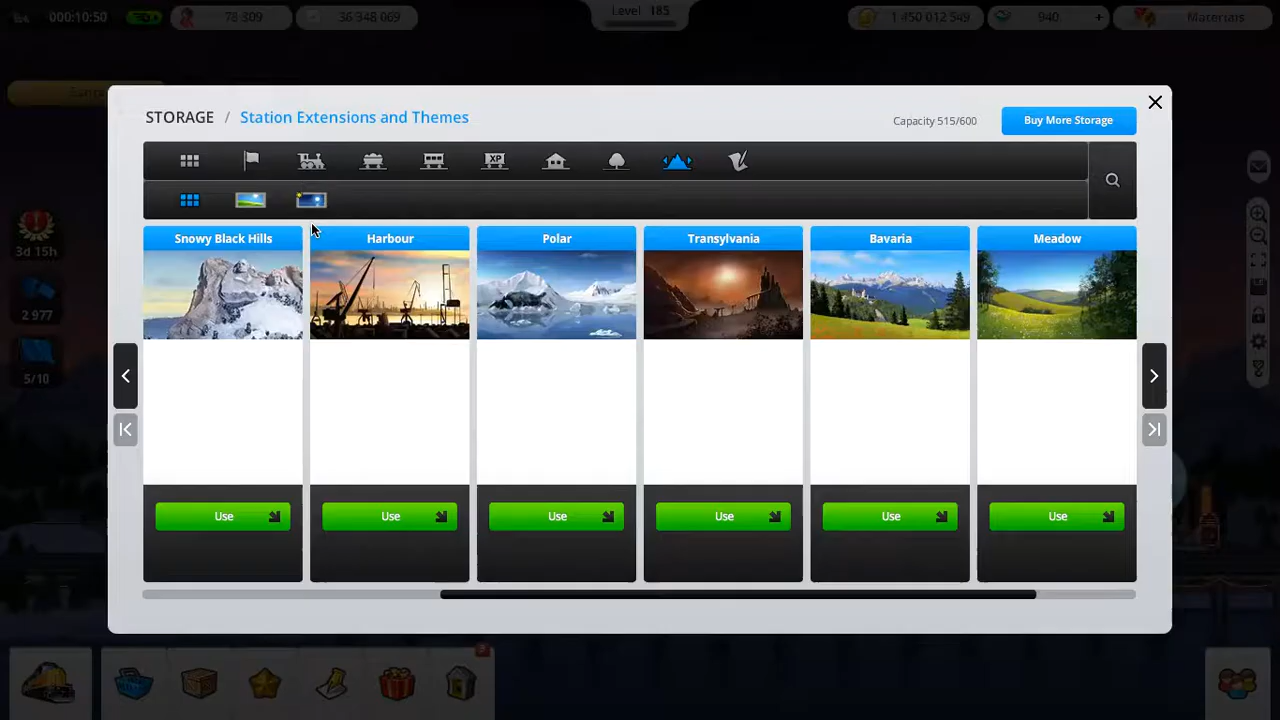 000:10:50
78 309
36 348 069
Level 185
1 450 012 549
940
+
Materials
STORAGE / Station Extensions and Themes
Capacity 515/600
Buy More Storage
XP
3d 15h
2 977
5/10
Snowy Black Hills
Harbour
Polar
Transylvania
Bavaria
Meadow
Use
Use
Use
Use
Use
Use